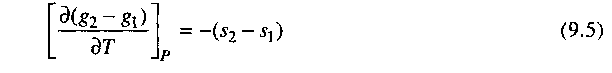 [∂(g₂ − g₁)/∂T]_P = −(s₂ − s₁) (9.5)